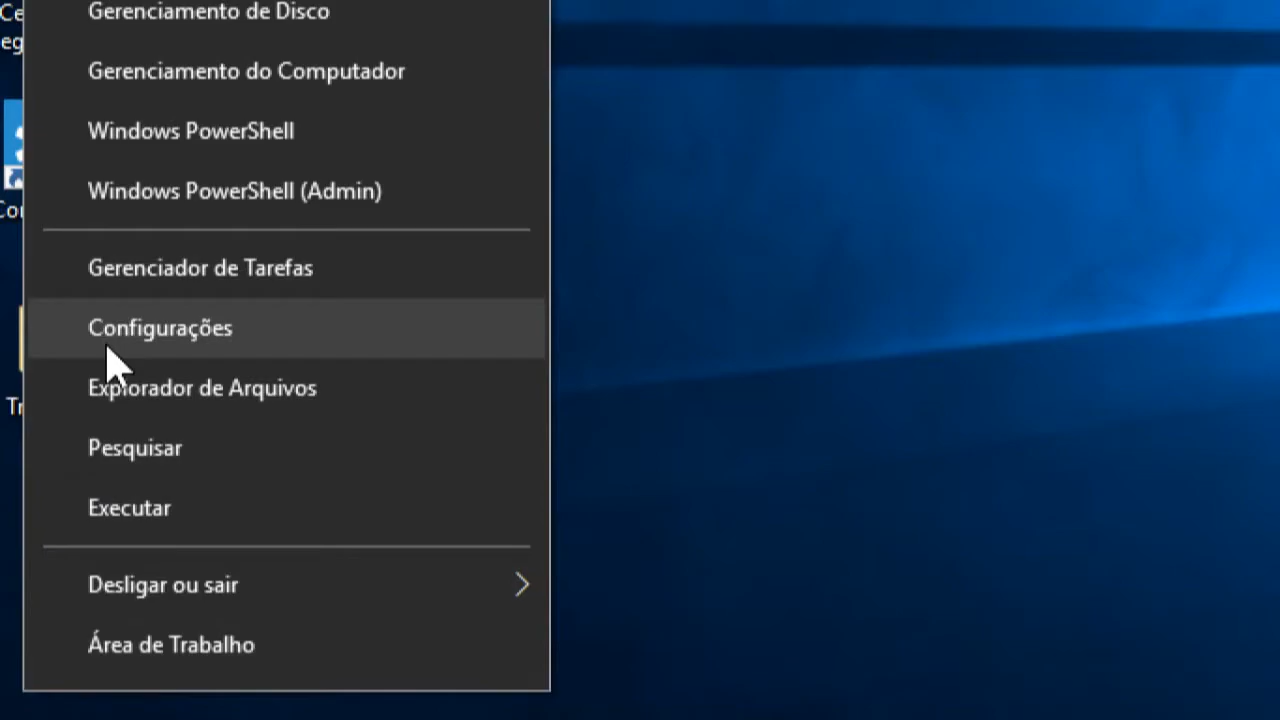 Gerenciamento de Disco
Gerenciamento do Computador
Windows PowerShell
Windows PowerShell (Admin)
Gerenciador de Tarefas
Configurações
Explorador de Arquivos
Pesquisar
Executar
Desligar ou sair
Área de Trabalho